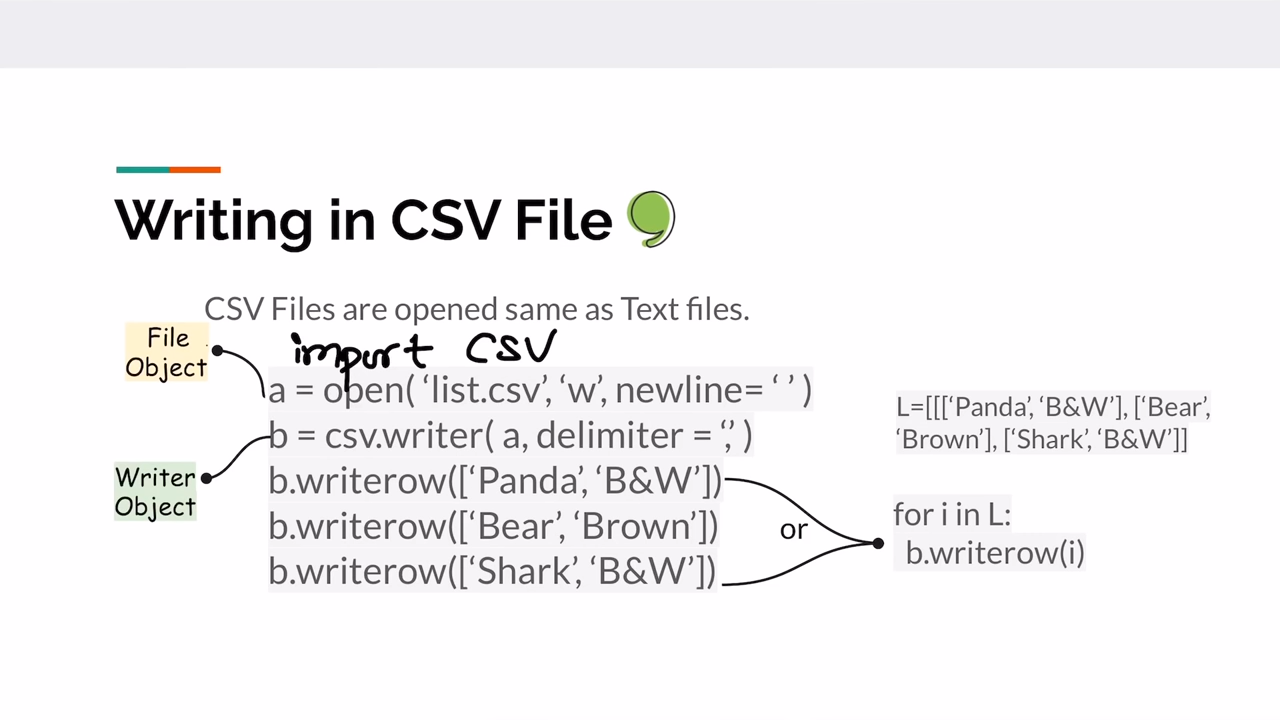 Writing in CSV File
CSV Files are opened same as Text files.
File
Object
import CSV
a = open( ‘list.csv’, ‘w’, newline= ‘ ’ )
b = csv.writer( a, delimiter = ‘,’ )
Writer
Object
b.writerow([‘Panda’, ‘B&W’])
b.writerow([‘Bear’, ‘Brown’])
b.writerow([‘Shark’, ‘B&W’])
or
L=[[[‘Panda’, ‘B&W’], [‘Bear’,
‘Brown’], [‘Shark’, ‘B&W’]]
for i in L:
b.writerow(i)